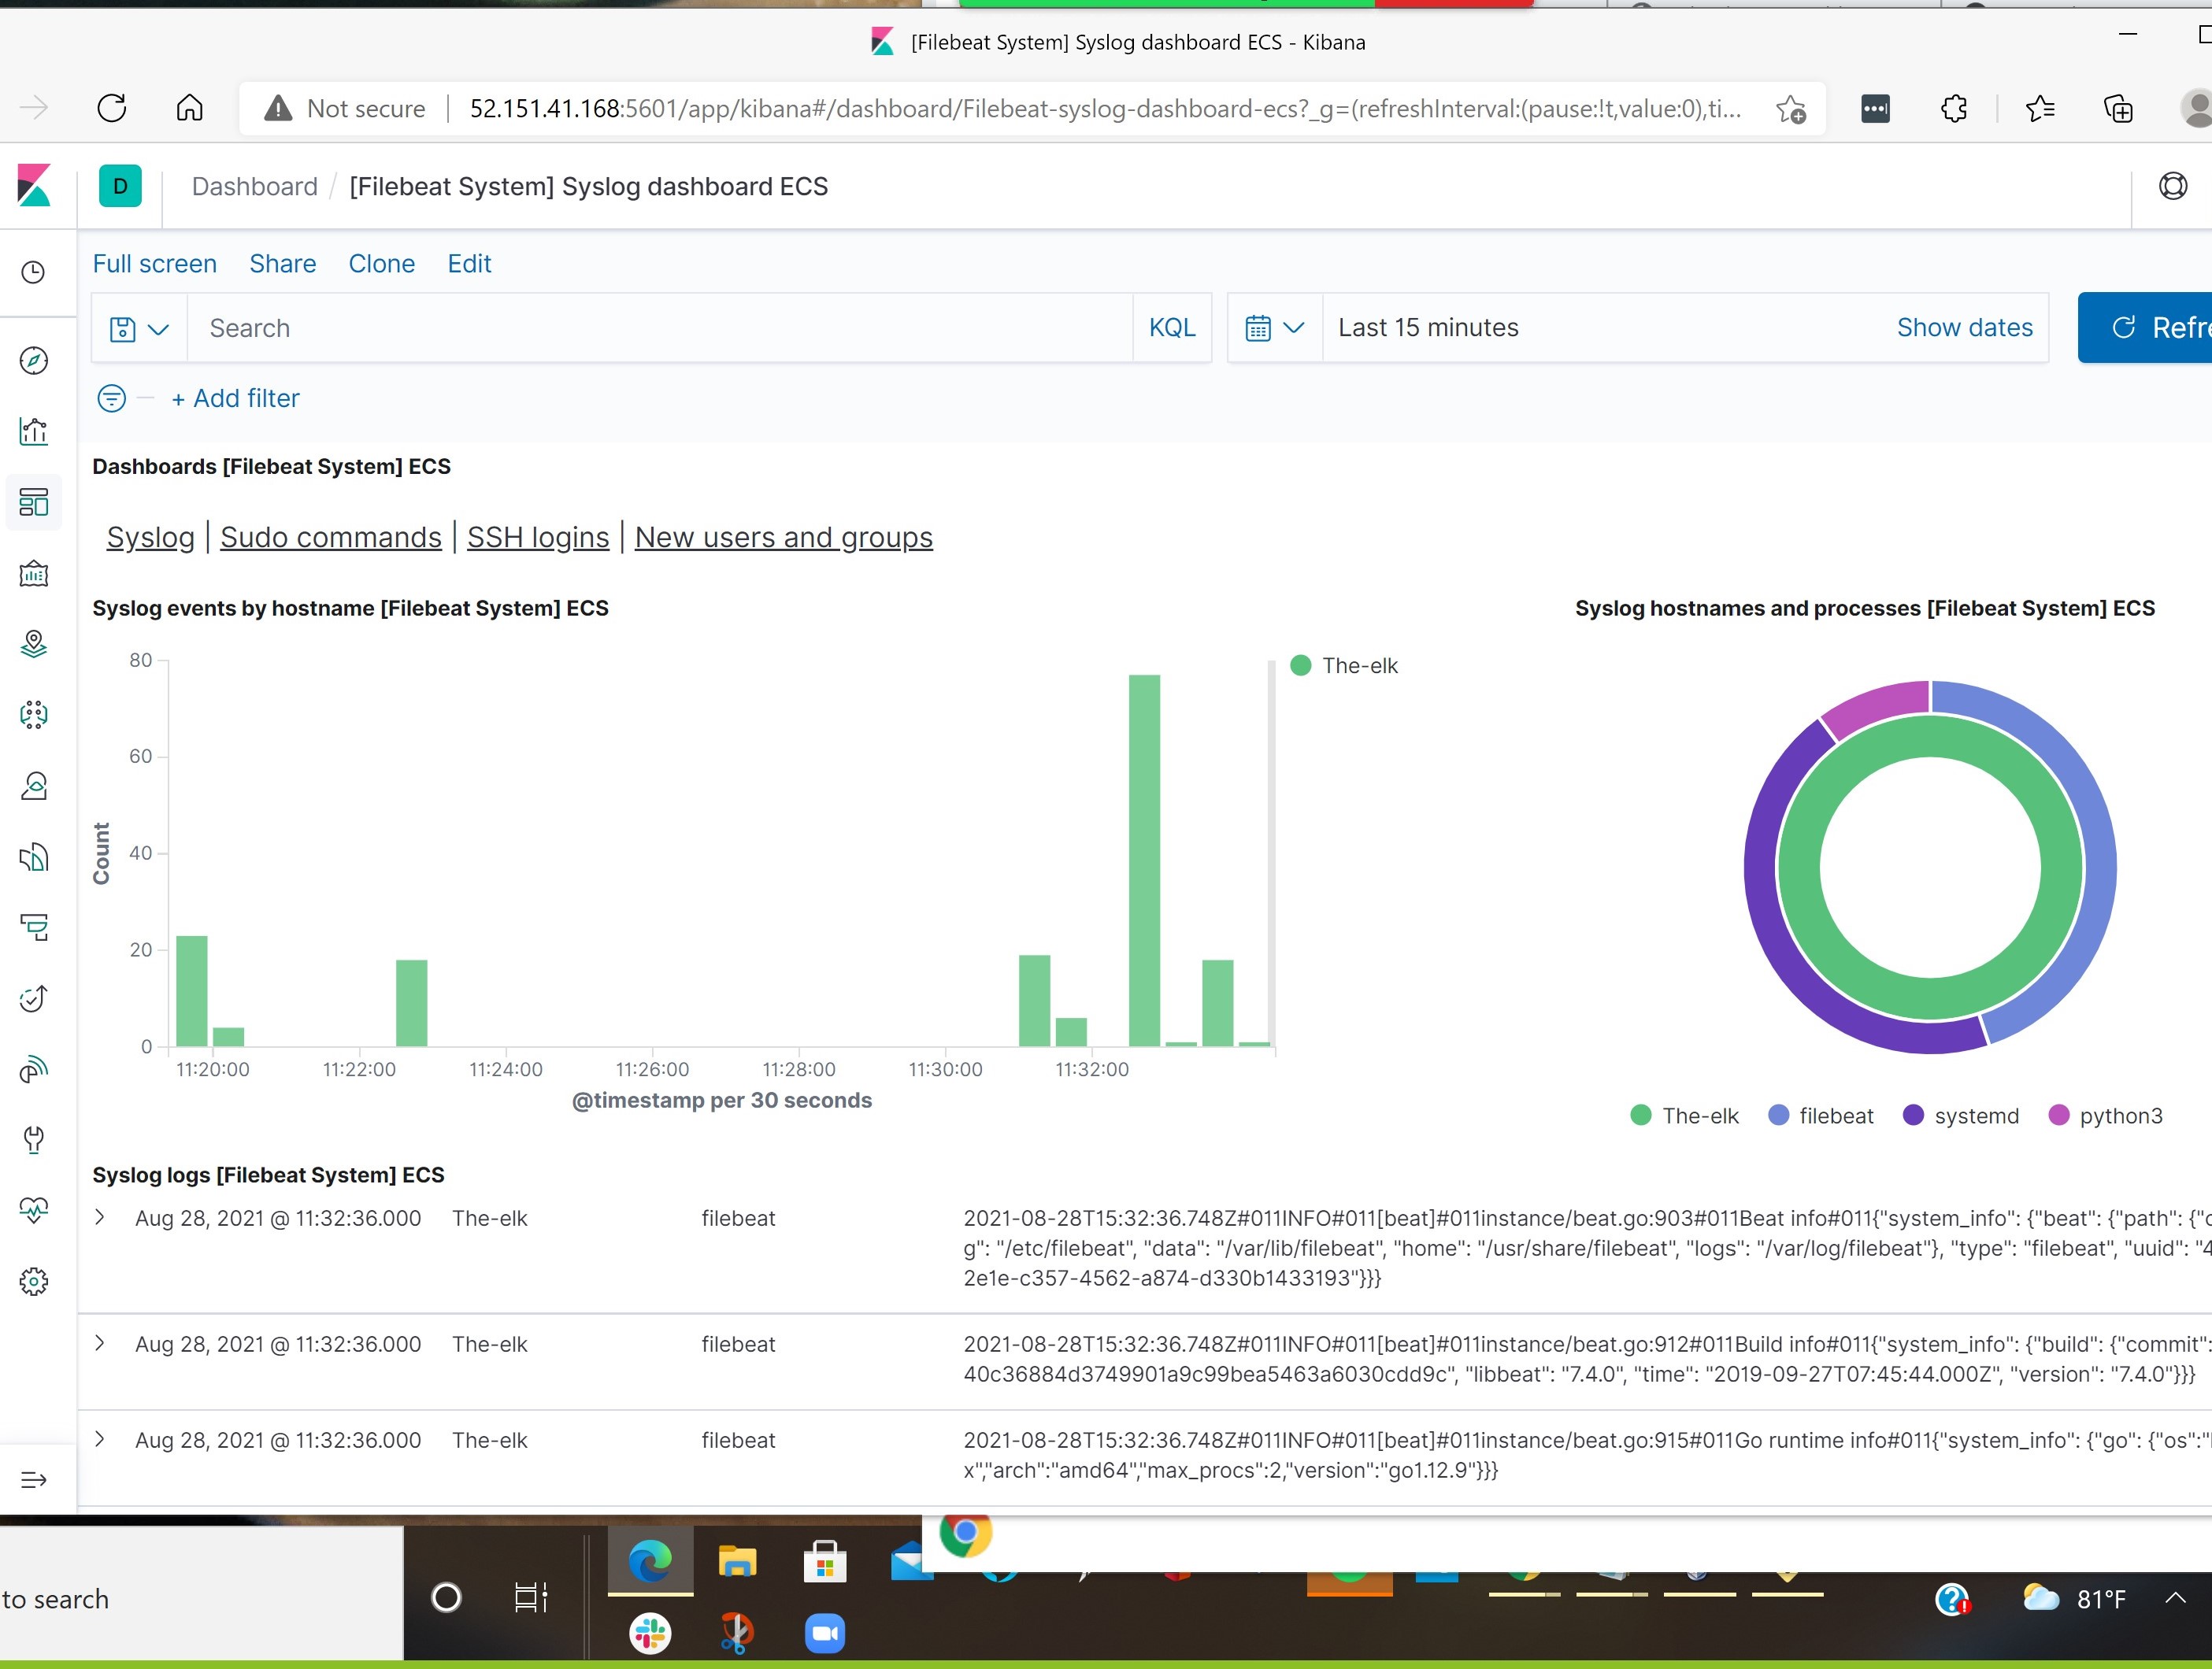 [Filebeat System] Syslog dashboard ECS - Kibana
Not secure
52.151.41.168:5601/app/kibana#/dashboard/Filebeat-syslog-dashboard-ecs?_g=(refreshInterval:(pause:!t,value:0),ti...
D
Dashboard / [Filebeat System] Syslog dashboard ECS
Full screen Share Clone Edit
Search KQL Last 15 minutes Show dates Refre
+ Add filter
Dashboards [Filebeat System] ECS
Syslog | Sudo commands | SSH logins | New users and groups
Syslog events by hostname [Filebeat System] ECS
80
60
40
20
0
Count
11:20:00 11:22:00 11:24:00 11:26:00 11:28:00 11:30:00 11:32:00
@timestamp per 30 seconds
The-elk
Syslog hostnames and processes [Filebeat System] ECS
The-elk filebeat systemd python3
Syslog logs [Filebeat System] ECS
Aug 28, 2021 @ 11:32:36.000 The-elk filebeat 2021-08-28T15:32:36.748Z#011INFO#011[beat]#011instance/beat.go:903#011Beat info#011{"system_info": {"beat": {"path": {"c
g": "/etc/filebeat", "data": "/var/lib/filebeat", "home": "/usr/share/filebeat", "logs": "/var/log/filebeat"}, "type": "filebeat", "uuid": "4
2e1e-c357-4562-a874-d330b1433193"}}}
Aug 28, 2021 @ 11:32:36.000 The-elk filebeat 2021-08-28T15:32:36.748Z#011INFO#011[beat]#011instance/beat.go:912#011Build info#011{"system_info": {"build": {"commit":
40c36884d3749901a9c99bea5463a6030cdd9c", "libbeat": "7.4.0", "time": "2019-09-27T07:45:44.000Z", "version": "7.4.0"}}}
Aug 28, 2021 @ 11:32:36.000 The-elk filebeat 2021-08-28T15:32:36.748Z#011INFO#011[beat]#011instance/beat.go:915#011Go runtime info#011{"system_info": {"go": {"os":"
x","arch":"amd64","max_procs":2,"version":"go1.12.9"}}}
to search
81°F